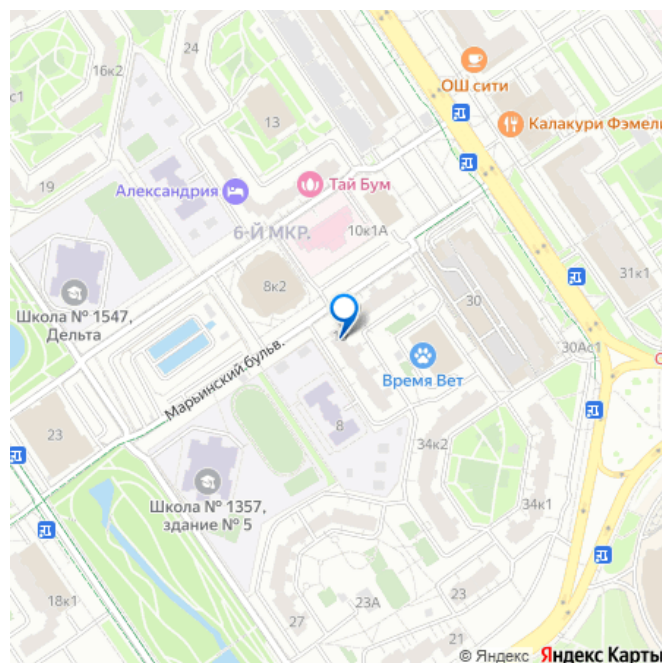 24
16к2
с1
ОШ сити
13
Калакури Фэмели
19
Тай Бум
Александрия
6-Й МКР.
10к1А
31к1
8к2
30
Школа № 1547,
Дельта
Марьинский бульв.
30Ас1
Время Вет
23
8
34к2
Школа № 1357,
здание № 5
34к1
18к1
23А
23
27
21
© Яндекс Яндекс Карты